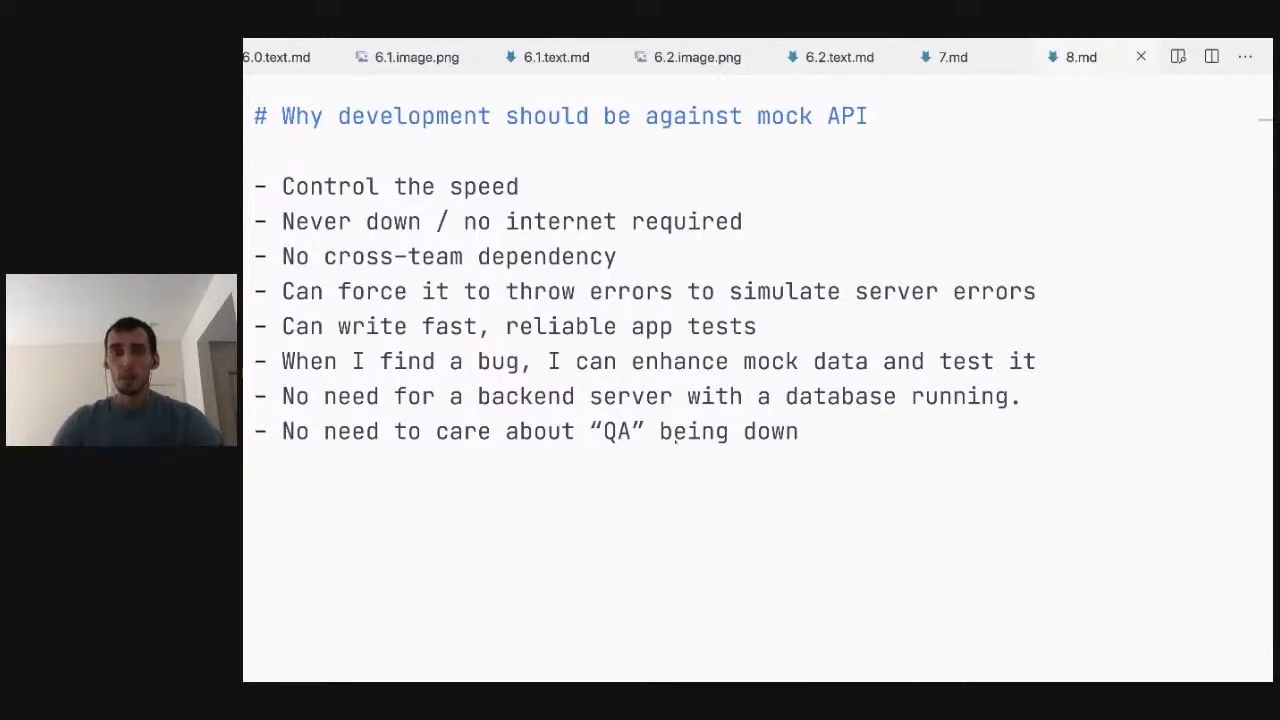 6.0.text.md 6.1.image.png 6.1.text.md 6.2.image.png 6.2.text.md 7.md 8.md
# Why development should be against mock API
- Control the speed
- Never down / no internet required
- No cross-team dependency
- Can force it to throw errors to simulate server errors
- Can write fast, reliable app tests
- When I find a bug, I can enhance mock data and test it
- No need for a backend server with a database running.
- No need to care about “QA” being down